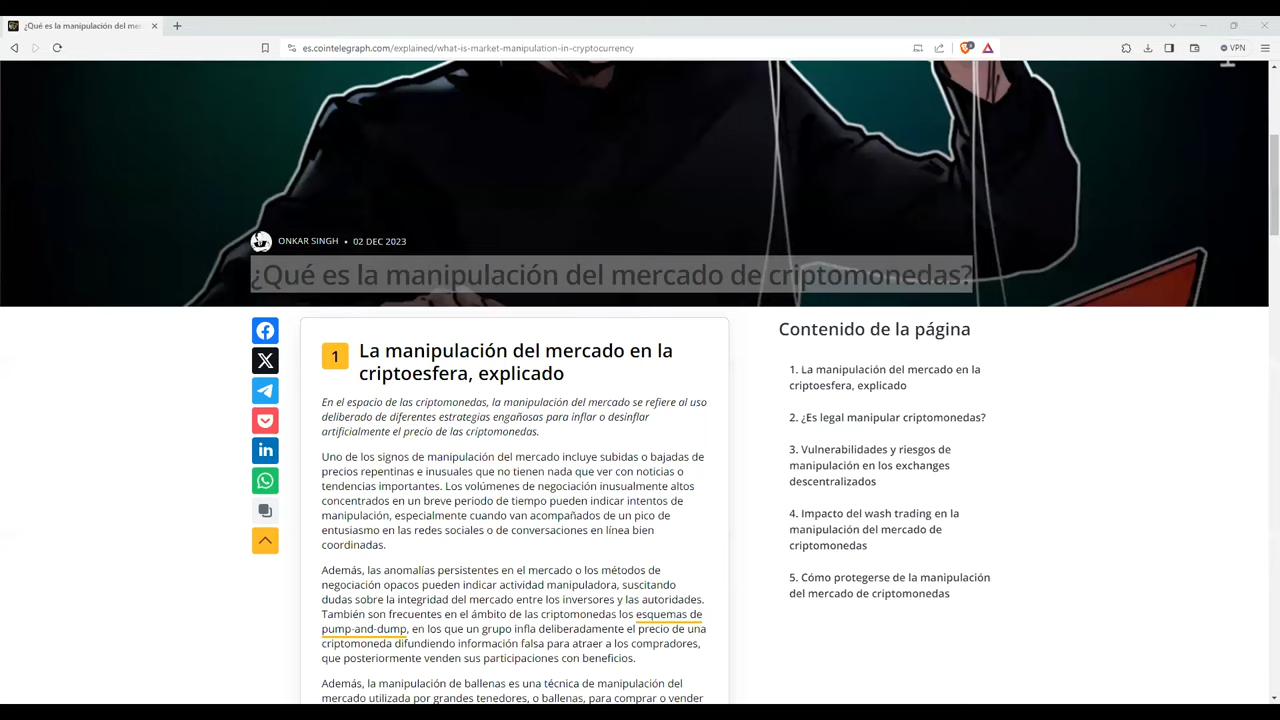 ¿Qué es la manipulación del me
es.cointelegraph.com/explained/what-is-market-manipulation-in-cryptocurrency
VPN
ONKAR SINGH • 02 DEC 2023
¿Qué es la manipulación del mercado de criptomonedas?
1
La manipulación del mercado en la
criptoesfera, explicado
En el espacio de las criptomonedas, la manipulación del mercado se refiere al uso
deliberado de diferentes estrategias engañosas para inflar o desinflar
artificialmente el precio de las criptomonedas.
Uno de los signos de manipulación del mercado incluye subidas o bajadas de
precios repentinas e inusuales que no tienen nada que ver con noticias o
tendencias importantes. Los volúmenes de negociación inusualmente altos
concentrados en un breve periodo de tiempo pueden indicar intentos de
manipulación, especialmente cuando van acompañados de un pico de
entusiasmo en las redes sociales o de conversaciones en línea bien
coordinadas.
Además, las anomalías persistentes en el mercado o los métodos de
negociación opacos pueden indicar actividad manipuladora, suscitando
dudas sobre la integridad del mercado entre los inversores y las autoridades.
También son frecuentes en el ámbito de las criptomonedas los esquemas de
pump-and-dump, en los que un grupo infla deliberadamente el precio de una
criptomoneda difundiendo información falsa para atraer a los compradores,
que posteriormente venden sus participaciones con beneficios.
Además, la manipulación de ballenas es una técnica de manipulación del
mercado utilizada por grandes tenedores, o ballenas, para comprar o vender
Contenido de la página
1. La manipulación del mercado en la
criptoesfera, explicado
2. ¿Es legal manipular criptomonedas?
3. Vulnerabilidades y riesgos de
manipulación en los exchanges
descentralizados
4. Impacto del wash trading en la
manipulación del mercado de
criptomonedas
5. Cómo protegerse de la manipulación
del mercado de criptomonedas